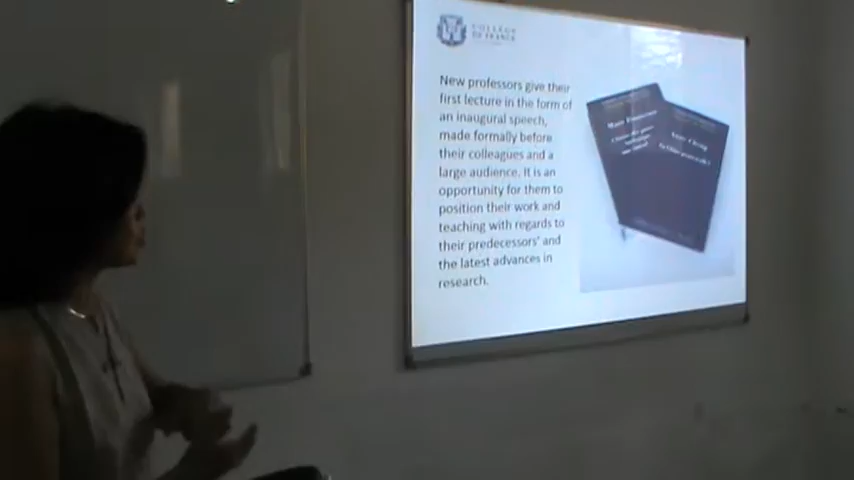 COLLEGE
DE FRANCE
New professors give their
first lecture in the form of
an inaugural speech,
made formally before
their colleagues and a
large audience. It is an
opportunity for them to
position their work and
teaching with regards to
their predecessors' and
the latest advances in
research.